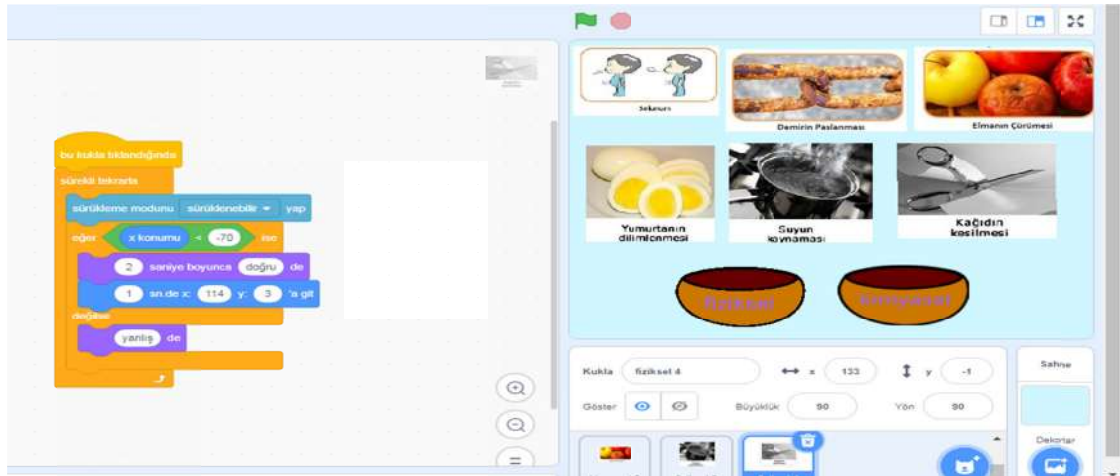 bu kukla tıklandığında
sürekli tekrarla
sürükleme modunu sürüklenebilir yap
eğer x konumu < -70 ise
2 saniye boyunca doğru de
1 sn.de x: 114 y: 3 'a git
değilse
yanlış de
Demirin Paslanması
Elmanın Çürümesi
Yumurtanın
dilimlenmesi
Suyun
kaynaması
Kağıdın
kesilmesi
fiziksel
kimyasal
Kukla fiziksel 4 x 133 y -1
Göster Büyüklük 90 Yön 90
Sahne
Dekorlar